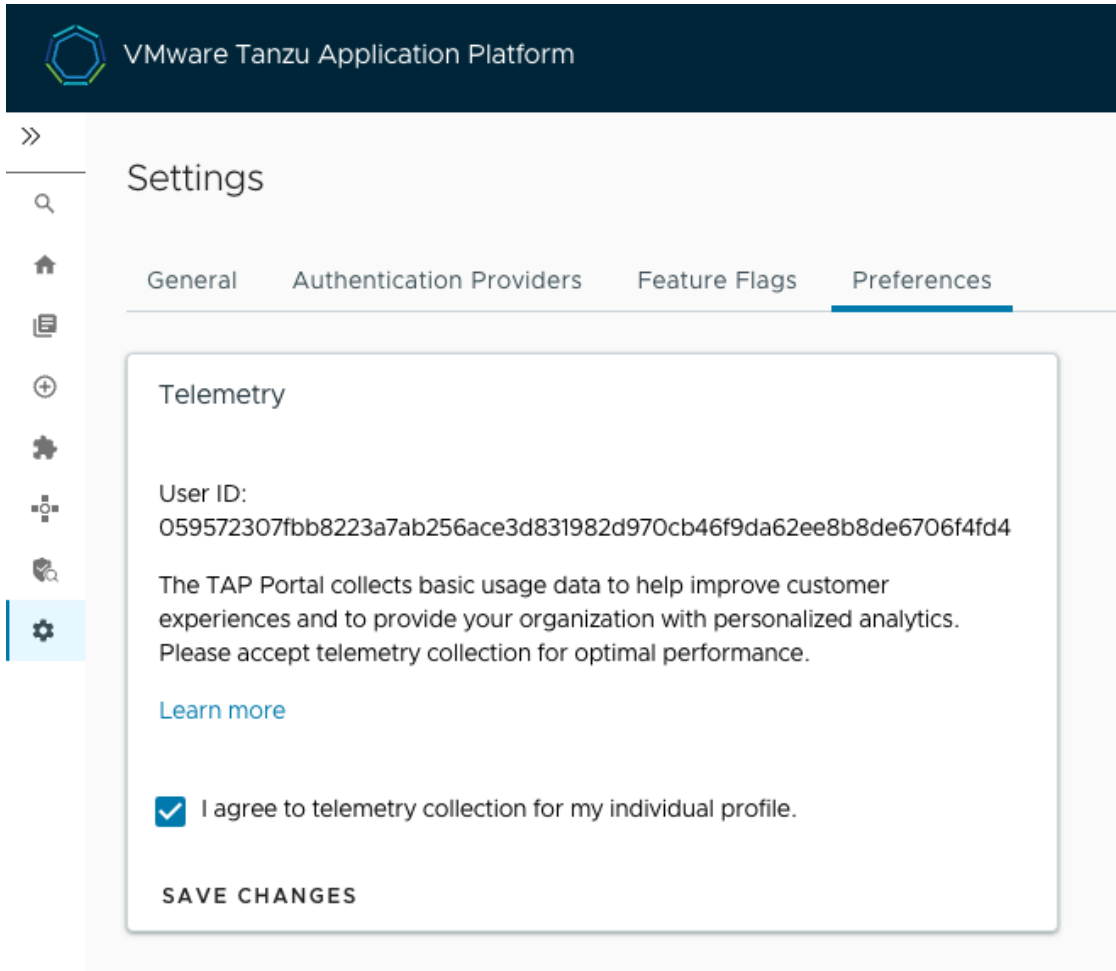 VMware Tanzu Application Platform
Settings
General Authentication Providers Feature Flags Preferences
Telemetry
User ID:
059572307fbb8223a7ab256ace3d831982d970cb46f9da62ee8b8de6706f4fd4
The TAP Portal collects basic usage data to help improve customer
experiences and to provide your organization with personalized analytics.
Please accept telemetry collection for optimal performance.
Learn more
I agree to telemetry collection for my individual profile.
SAVE CHANGES